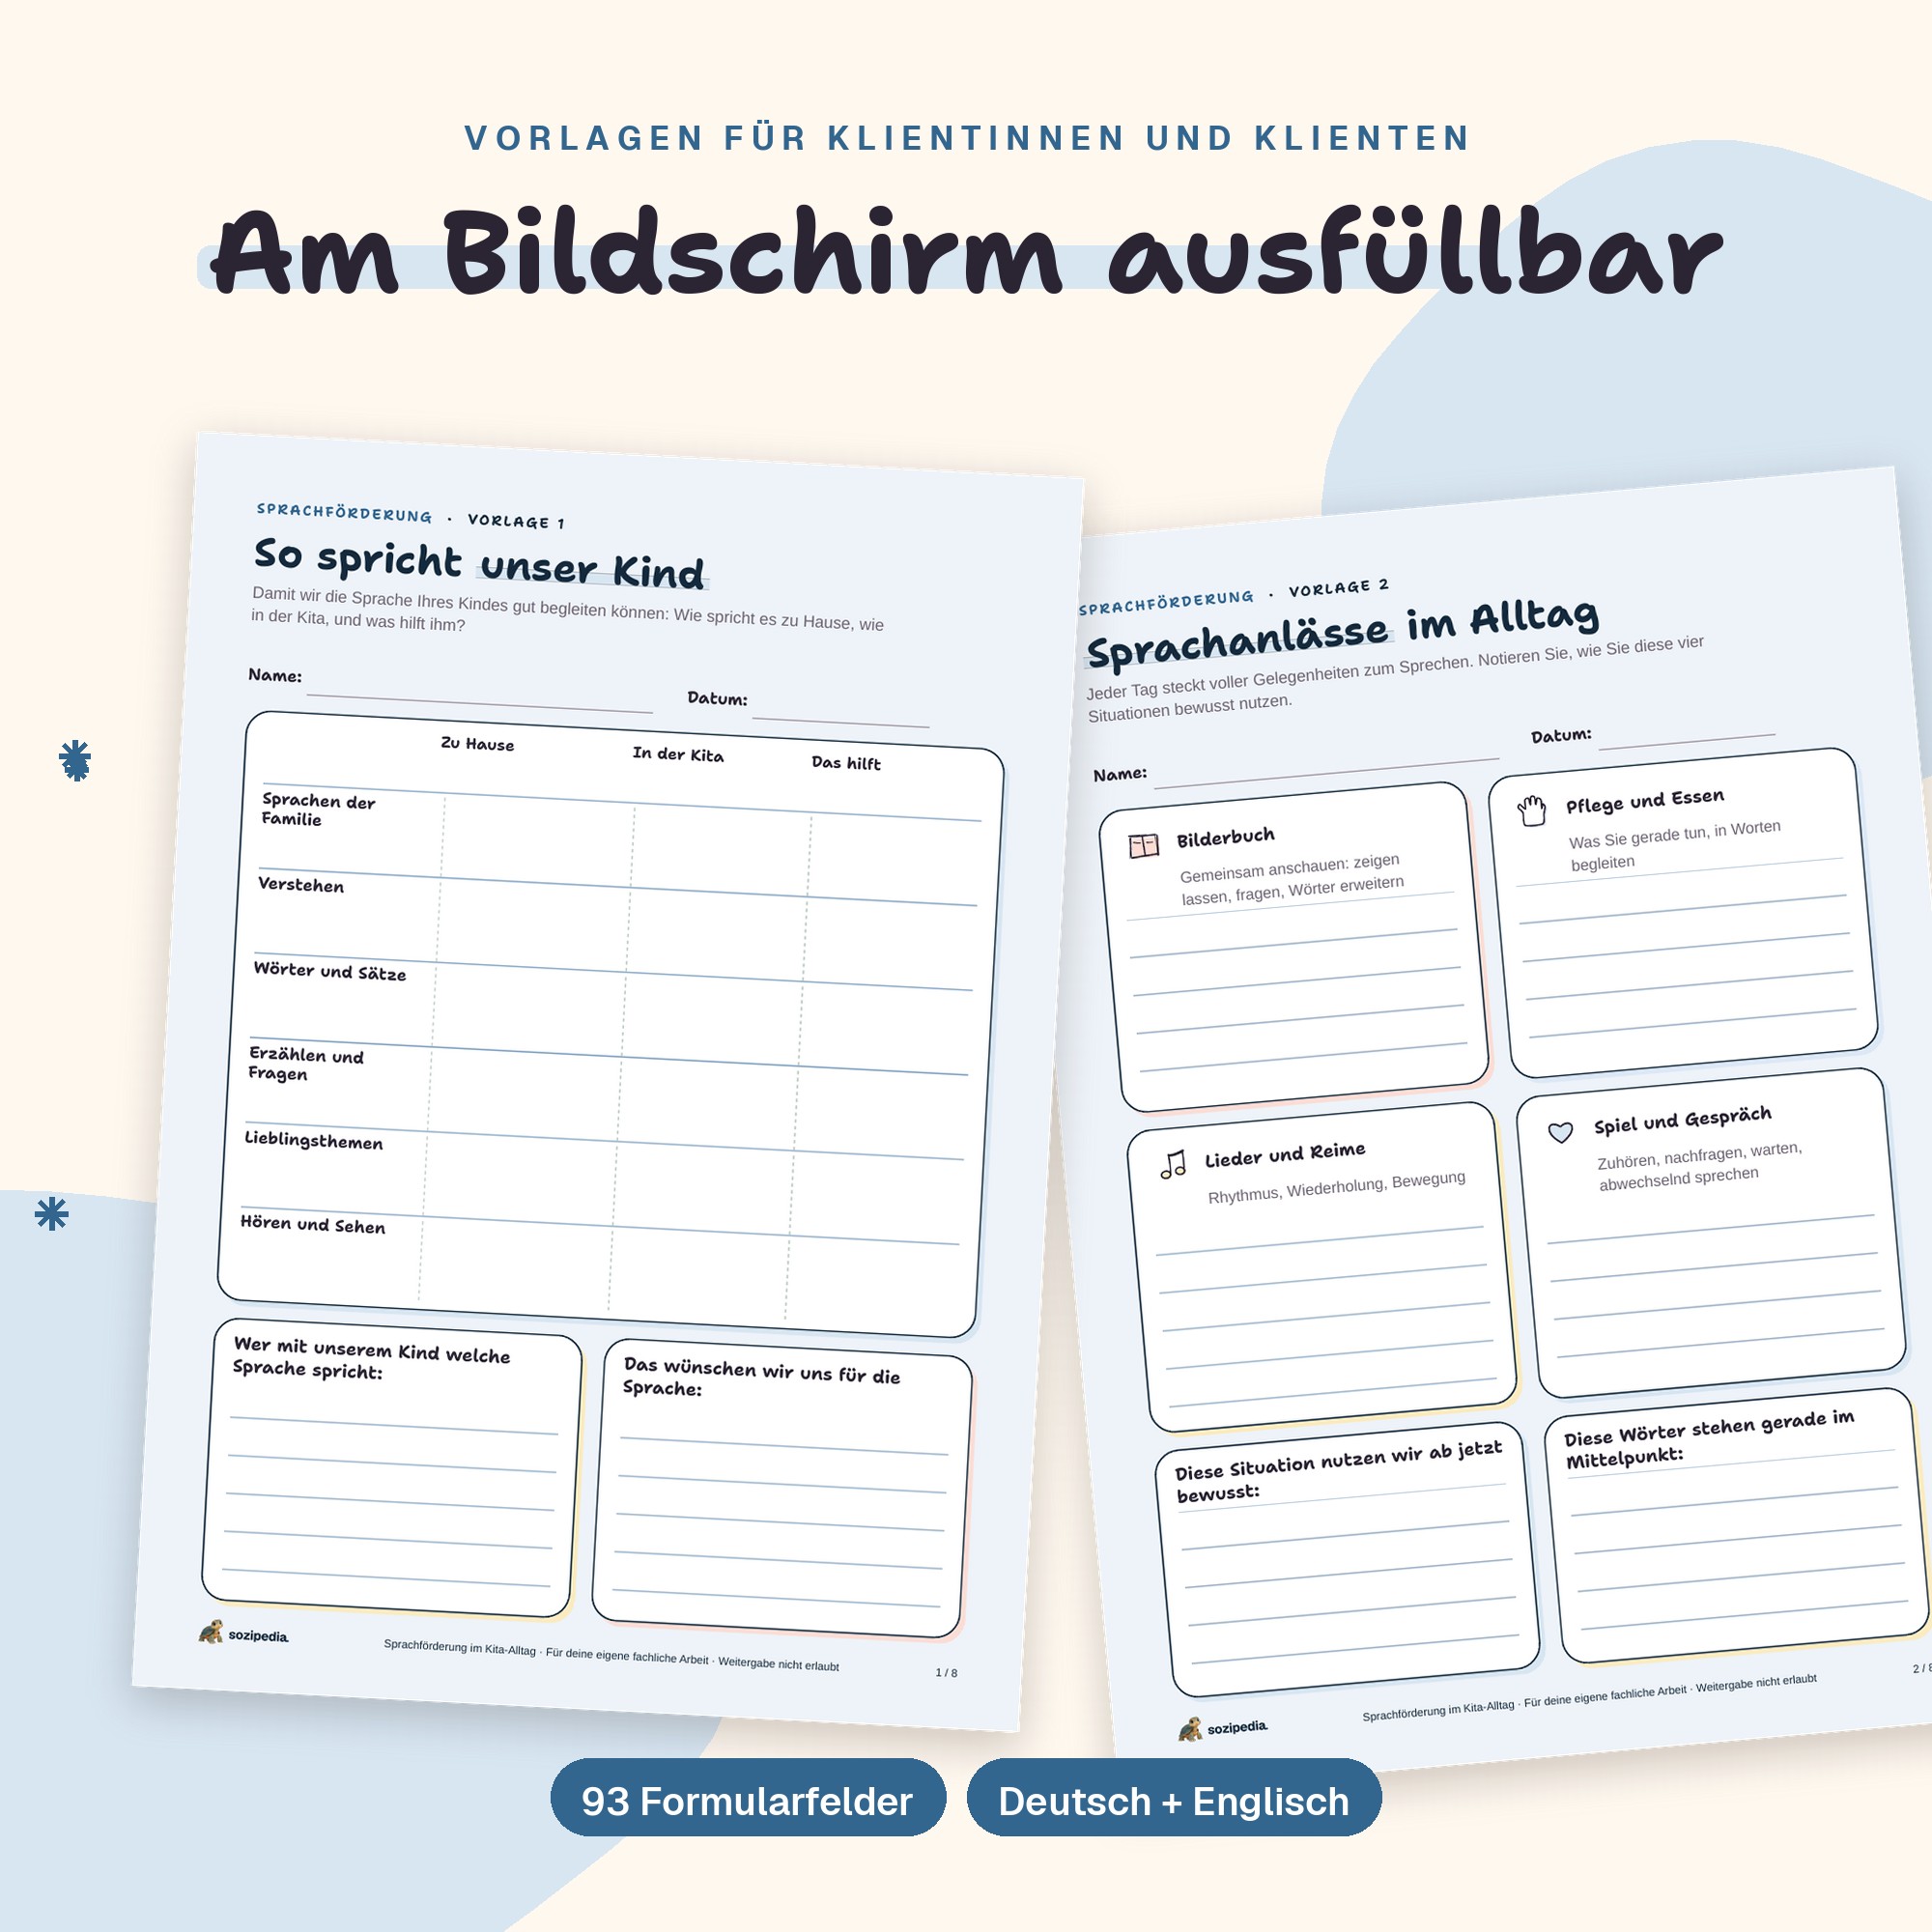 VORLAGEN FÜR KLIENTINNEN UND KLIENTEN
Am Bildschirm ausfüllbar
SPRACHFÖRDERUNG · VORLAGE 1
So spricht unser Kind
Damit wir die Sprache Ihres Kindes gut begleiten können: Wie spricht es zu Hause, wie
in der Kita, und was hilft ihm?
Name:
Datum:
Zu Hause
In der Kita
Das hilft
Sprachen der
Familie
Verstehen
Wörter und Sätze
Erzählen und
Fragen
Lieblingsthemen
Hören und Sehen
Wer mit unserem Kind welche
Sprache spricht:
Das wünschen wir uns für die
Sprache:
sozipedia.
Sprachförderung im Kita-Alltag · Für deine eigene fachliche Arbeit · Weitergabe nicht erlaubt
1 / 8
SPRACHFÖRDERUNG · VORLAGE 2
Sprachanlässe im Alltag
Jeder Tag steckt voller Gelegenheiten zum Sprechen. Notieren Sie, wie Sie diese vier
Situationen bewusst nutzen.
Name:
Datum:
Bilderbuch
Gemeinsam anschauen: zeigen
lassen, fragen, Wörter erweitern
Pflege und Essen
Was Sie gerade tun, in Worten
begleiten
Lieder und Reime
Rhythmus, Wiederholung, Bewegung
Spiel und Gespräch
Zuhören, nachfragen, warten,
abwechselnd sprechen
Diese Situation nutzen wir ab jetzt
bewusst:
Diese Wörter stehen gerade im
Mittelpunkt:
sozipedia.
Sprachförderung im Kita-Alltag · Für deine eigene fachliche Arbeit · Weitergabe nicht erlaubt
2 / 8
93 Formularfelder
Deutsch + Englisch